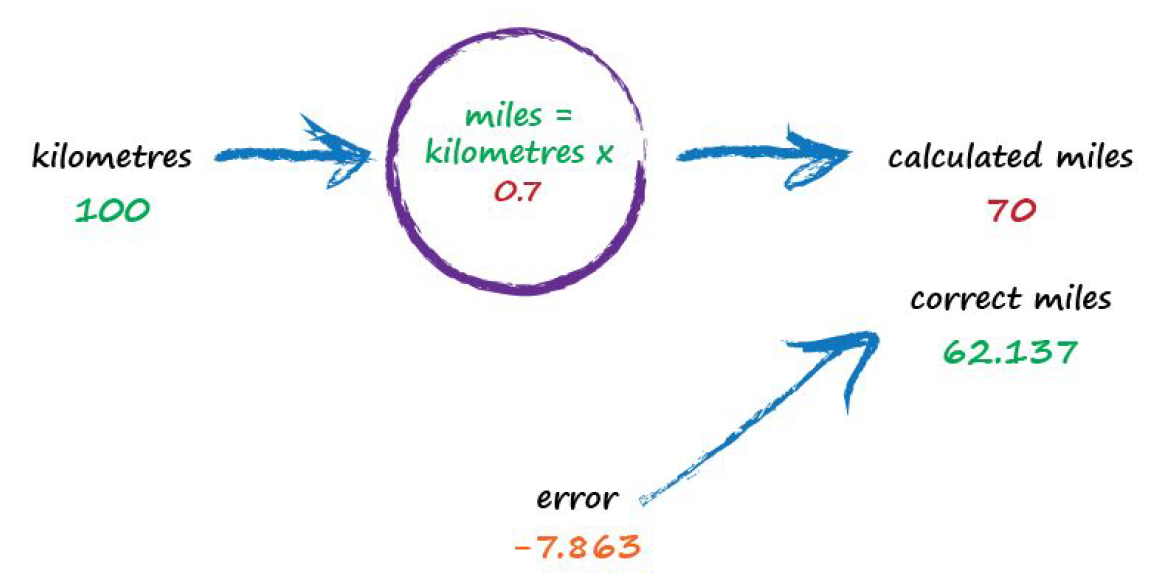 kilometres
100
miles =
kilometres x
0.7
calculated miles
70
correct miles
62.137
error
-7.863